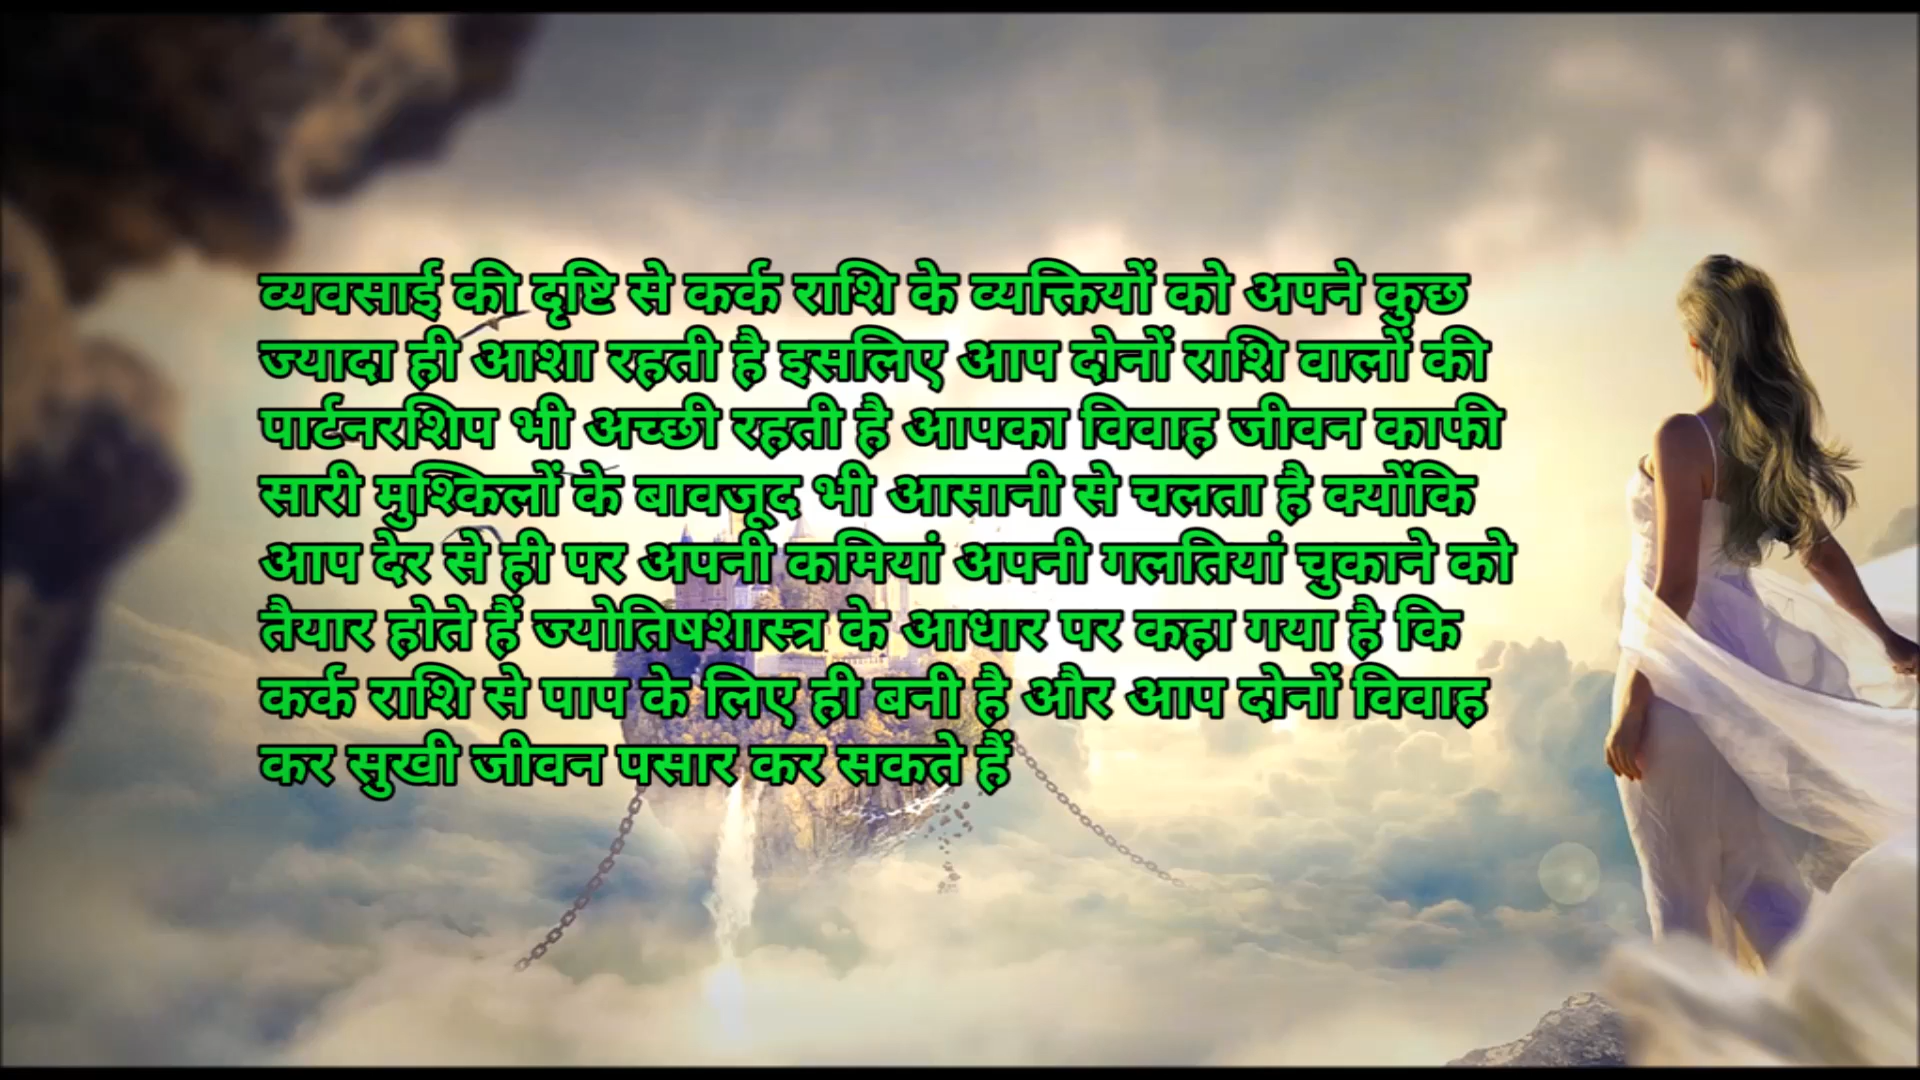 व्यवसाई की दृष्टि से कर्क राशि के व्यक्तियों को अपने कुछ
ज्यादा ही आशा रहती है इसलिए आप दोनों राशि वालों की
पार्टनरशिप भी अच्छी रहती है आपका विवाह जीवन काफी
सारी मुश्किलों के बावजूद भी आसानी से चलता है क्योंकि
आप देर से ही पर अपनी कमियां अपनी गलतियां चुकाने को
तैयार होते हैं ज्योतिषशास्त्र के आधार पर कहा गया है कि
कर्क राशि से पाप के लिए ही बनी है और आप दोनों विवाह
कर सुखी जीवन पसार कर सकते हैं